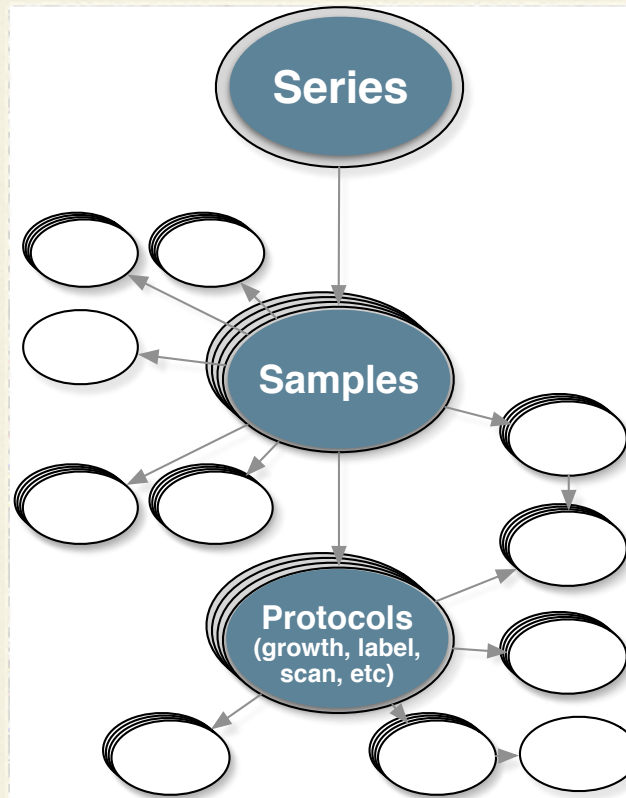 Series
Samples
Protocols
(growth, label,
scan, etc)